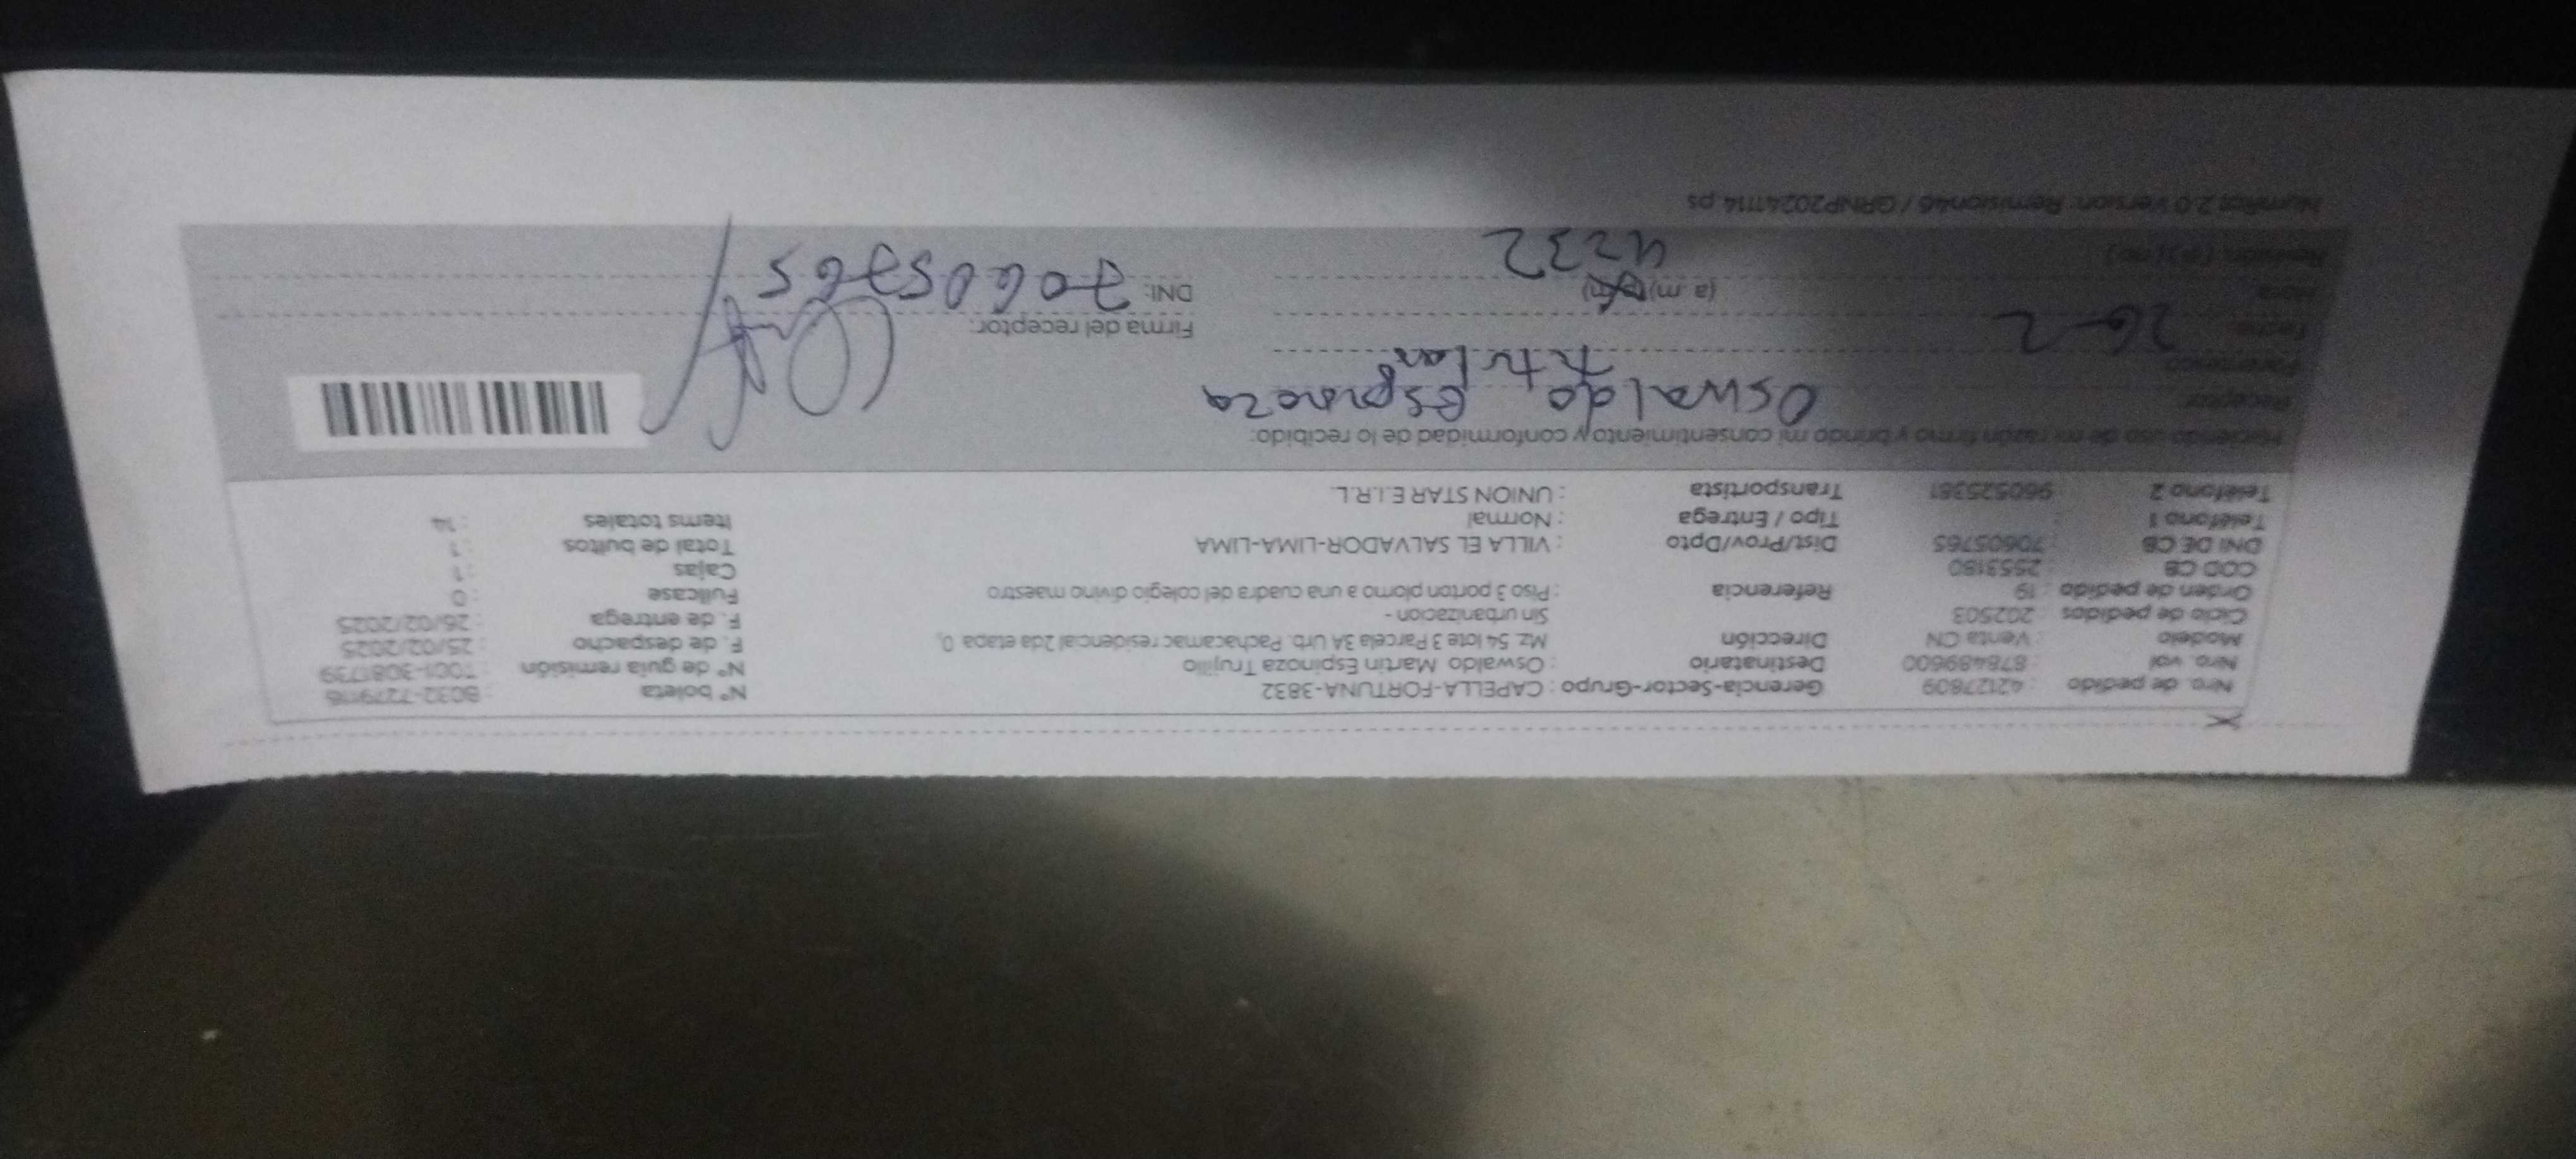 Nro. de pedido : 42127809 Gerencia-Sector-Grupo : CAPELLA-FORTUNA-3832 N° boleta : B032-7279116
Nro. vol : 878489600 Destinatario : Oswaldo Martin Espinoza Trujillo N° de guía remisión : T001-3081739
Modelo : Venta CN Dirección Mz. 54 lote 3 Parcela 3A Urb. Pachacamac residencial 2da etapa 0, F. de despacho : 25/02/2025
Ciclo de pedidos : 202503 Sin urbanizacion - F. de entrega : 26/02/2025
Orden de pedido : 19 Referencia : Piso 3 porton plomo a una cuadra del colegio divino maestro Fullcase : 0
COD CB : 2553180 Cajas : 1
DNI DE CB : 70605765 Dist/Prov/Dpto : VILLA EL SALVADOR-LIMA-LIMA Total de bultos : 1
Teléfono 1 : Tipo / Entrega : Normal Items totales : 14
Teléfono 2 : 960525381 Transportista : UNION STAR E.I.R.L.
Haciendo uso de mi razón firmo y brindo mi consentimiento y conformidad de lo recibido:
Receptor: Oswaldo Espinoza
Parentesco: titular
Fecha: 26-2 Firma del receptor:
Hora: (a.m) (p.m) DNI: 70605765
Revisión: (si) (no) 4232
NumRot 2.0 Version: Remision46 / GRNP20241114 ps